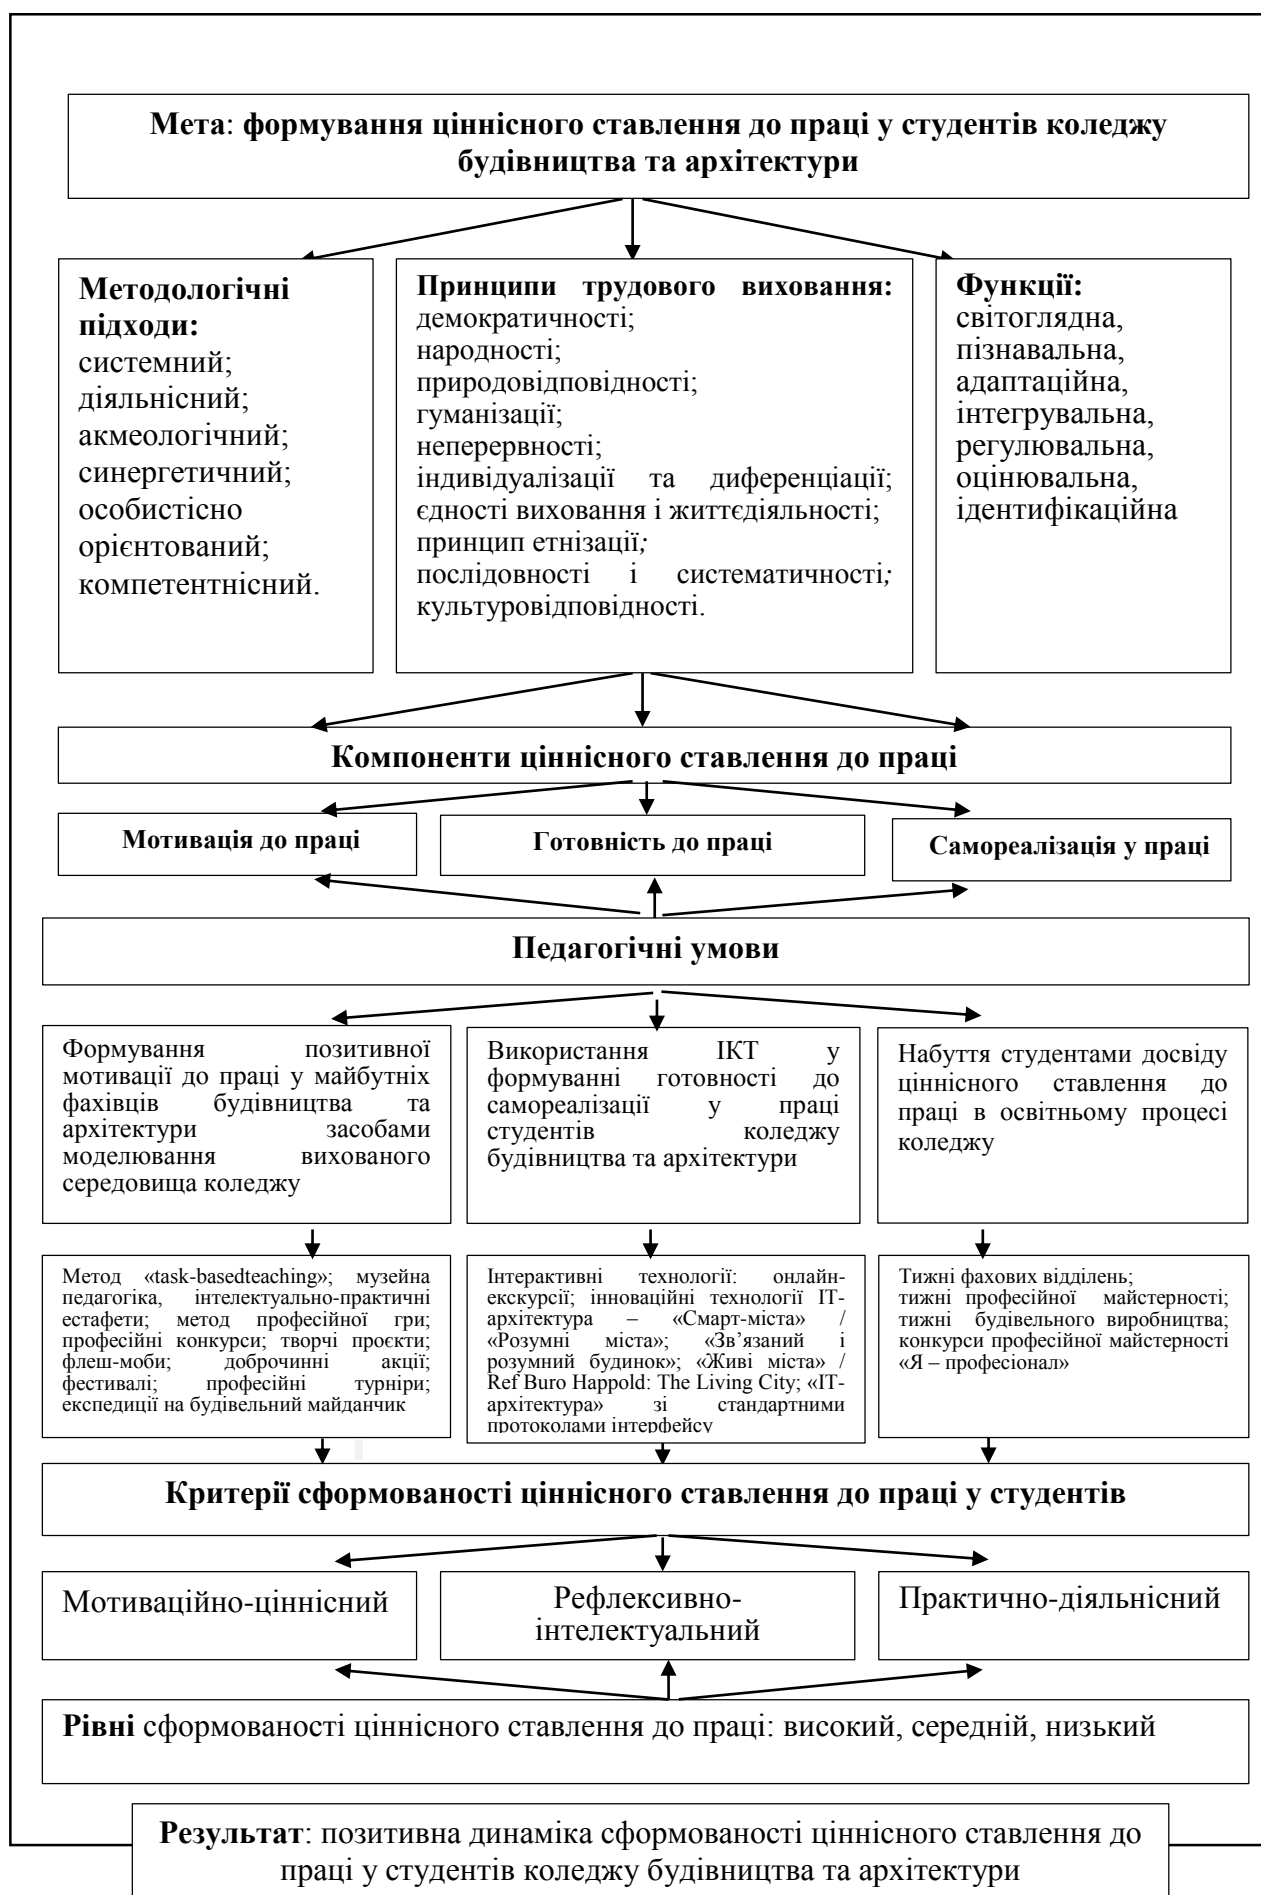 Мета: формування ціннісного ставлення до праці у студентів коледжу
будівництва та архітектури
Методологічні
підходи:
системний;
діяльнісний;
акмеологічний;
синергетичний;
особистісно
орієнтований;
компетентнісний.
Принципи трудового виховання:
демократичності;
народності;
природовідповідності;
гуманізації;
неперервності;
індивідуалізації та диференціації;
єдності виховання і життєдіяльності;
принцип етнізації;
послідовності і систематичності;
культуровідповідності.
Функції:
світоглядна,
пізнавальна,
адаптаційна,
інтегрувальна,
регулювальна,
оцінювальна,
ідентифікаційна
Компоненти ціннісного ставлення до праці
Мотивація до праці
Готовність до праці
Самореалізація у праці
Педагогічні умови
Формування позитивної
мотивації до праці у майбутніх
фахівців будівництва та
архітектури засобами
моделювання вихованого
середовища коледжу
Використання ІКТ у
формуванні готовності до
самореалізації у праці
студентів коледжу
будівництва та архітектури
Набуття студентами досвіду
ціннісного ставлення до
праці в освітньому процесі
коледжу
Метод «task-basedteaching»; музейна
педагогіка, інтелектуально-практичні
естафети; метод професійної гри;
професійні конкурси; творчі проєкти;
флеш-моби; доброчинні акції;
фестивалі; професійні турніри;
експедиції на будівельний майданчик
Інтерактивні технології: онлайн-
екскурсії; інноваційні технології ІТ-
архітектура – «Смарт-міста» /
«Розумні міста»; «Зв’язаний і
розумний будинок»; «Живі міста» /
Ref Buro Happold: The Living City; «ІТ-
архітектура» зі стандартними
протоколами інтерфейсу
Тижні фахових відділень;
тижні професійної майстерності;
тижні будівельного виробництва;
конкурси професійної майстерності
«Я – професіонал»
Критерії сформованості ціннісного ставлення до праці у студентів
Мотиваційно-ціннісний
Рефлексивно-
інтелектуальний
Практично-діяльнісний
Рівні сформованості ціннісного ставлення до праці: високий, середній, низький
Результат: позитивна динаміка сформованості ціннісного ставлення до
праці у студентів коледжу будівництва та архітектури